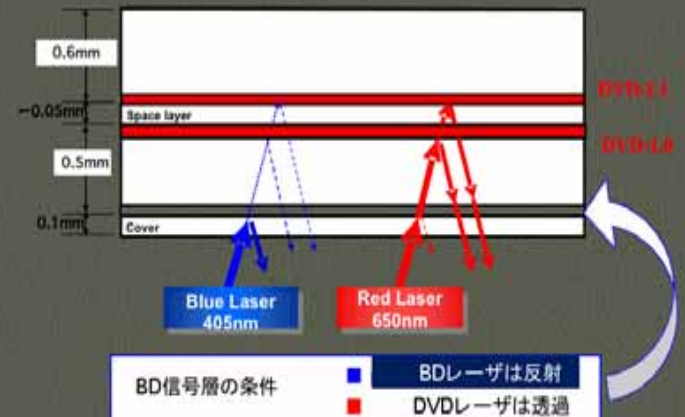 0.6mm
DVD-L1
~0.05mm
Space layer
DVD-L0
0.5mm
0.1mm
Cover
Blue Laser
405nm
Red Laser
650nm
BD信号層の条件
BDレーザは反射
DVDレーザは透過